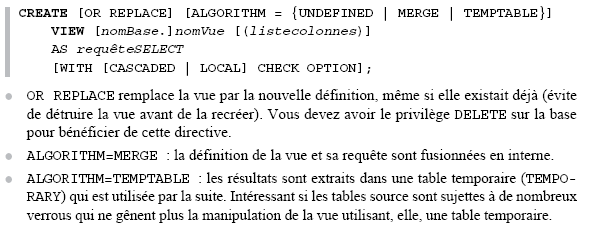 CREATE [OR REPLACE] [ALGORITHM = {UNDEFINED | MERGE | TEMPTABLE}]
VIEW [nomBase.]nomVue [(listecolonnes)]
AS requêteSELECT
[WITH [CASCADED | LOCAL] CHECK OPTION];
OR REPLACE remplace la vue par la nouvelle définition, même si elle existait déjà (évite
de détruire la vue avant de la recréer). Vous devez avoir le privilège DELETE sur la base
pour bénéficier de cette directive.
ALGORITHM=MERGE : la définition de la vue et sa requête sont fusionnées en interne.
ALGORITHM=TEMPTABLE : les résultats sont extraits dans une table temporaire (TEMPO-
RARY) qui est utilisée par la suite. Intéressant si les tables source sont sujettes à de nombreux
verrous qui ne gênent plus la manipulation de la vue utilisant, elle, une table temporaire.